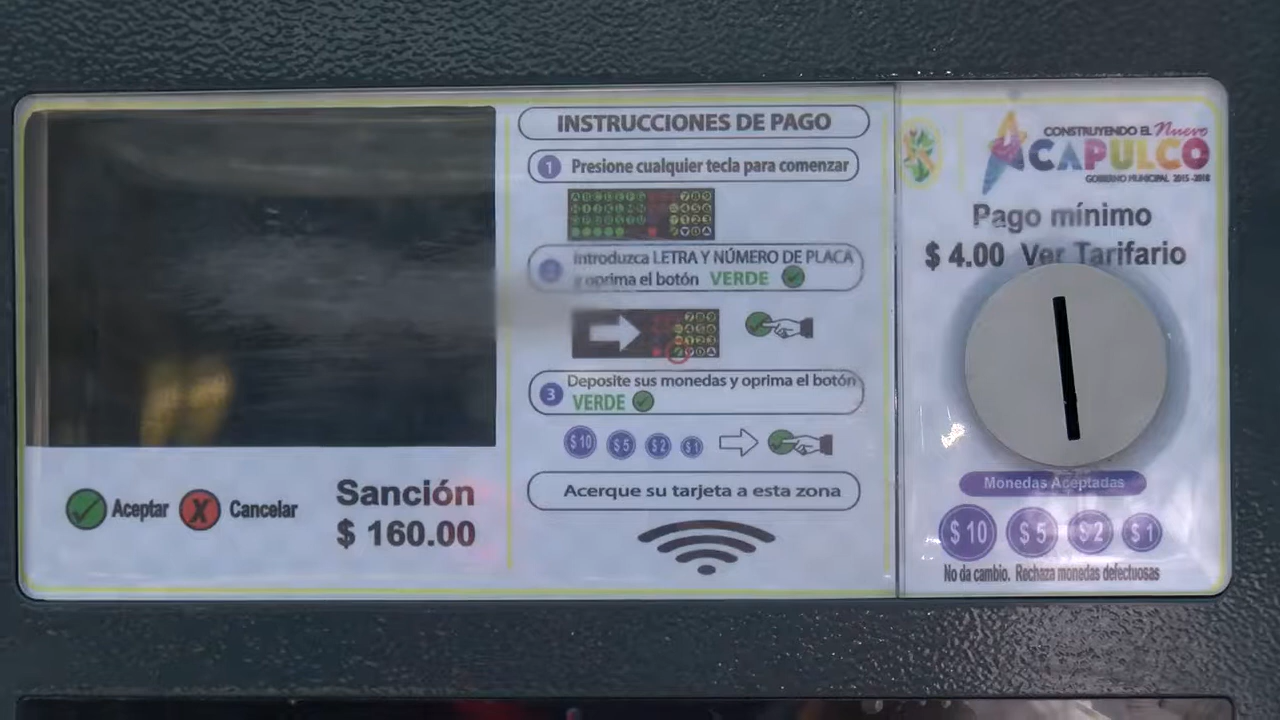 INSTRUCCIONES DE PAGO
1 Presione cualquier tecla para comenzar
2 Introduzca LETRA Y NÚMERO DE PLACA
y oprima el botón VERDE
3 Deposite sus monedas y oprima el botón
VERDE
$10 $5 $2 $1
Acerque su tarjeta a esta zona
Aceptar X Cancelar
Sanción
$ 160.00
CONSTRUYENDO EL Nuevo
ACAPULCO
GOBIERNO MUNICIPAL 2015 - 2018
Pago mínimo
$ 4.00 Ver Tarifario
Monedas Aceptadas
$ 10 $ 5 $ 2 $ 1
No da cambio. Rechaza monedas defectuosas